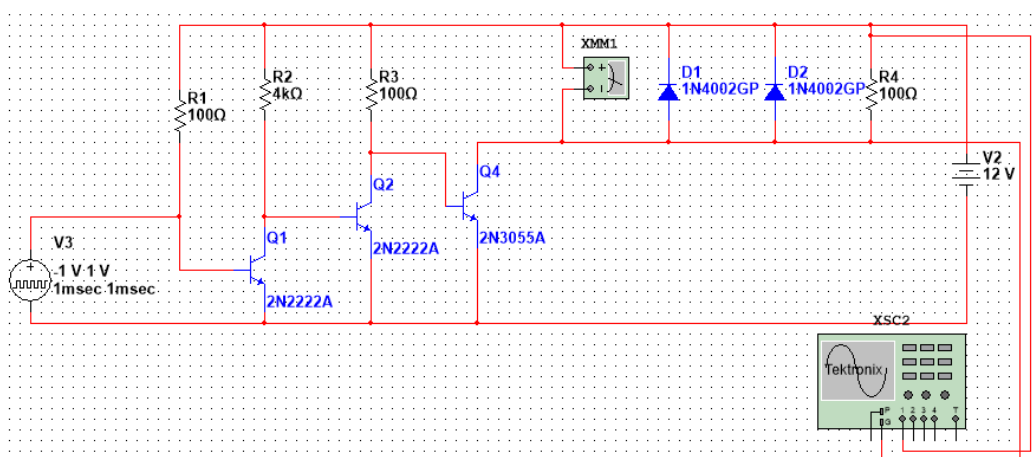 XMM1
R1
100Ω
R2
4kΩ
R3
100Ω
D1
1N4002GP
D2
1N4002GP
R4
100Ω
V2
12 V
Q4
2N3055A
Q2
2N2222A
Q1
2N2222A
V3
-1 V 1 V
1msec 1msec
XSC2
Tektronix
P
G
1 2 3 4 T